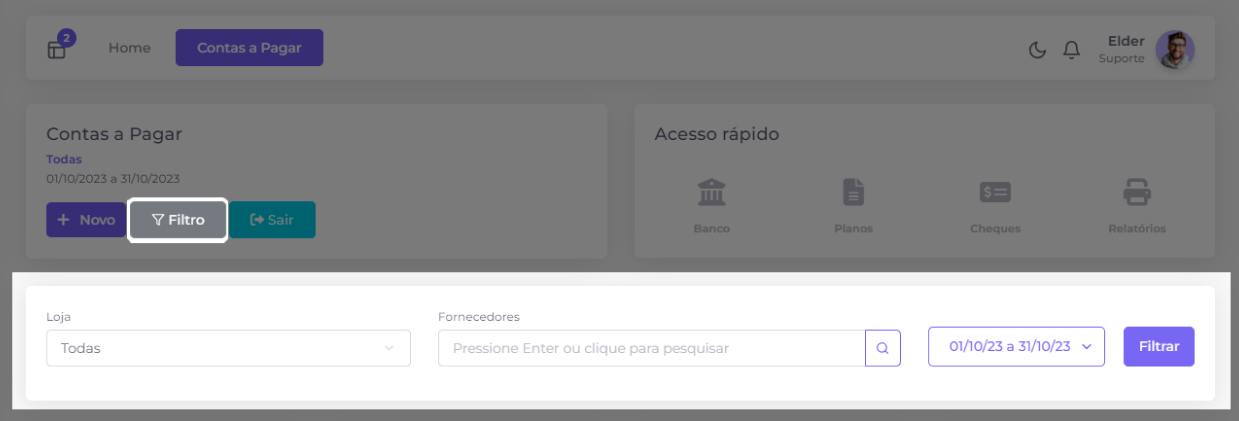 2
Home
Contas a Pagar
Elder
Suporte
Contas a Pagar
Todas
01/10/2023 a 31/10/2023
Novo
Filtro
Sair
Acesso rápido
Banco
Planos
Cheques
Relatórios
Loja
Todas
Fornecedores
Pressione Enter ou clique para pesquisar
01/10/23 a 31/10/23
Filtrar